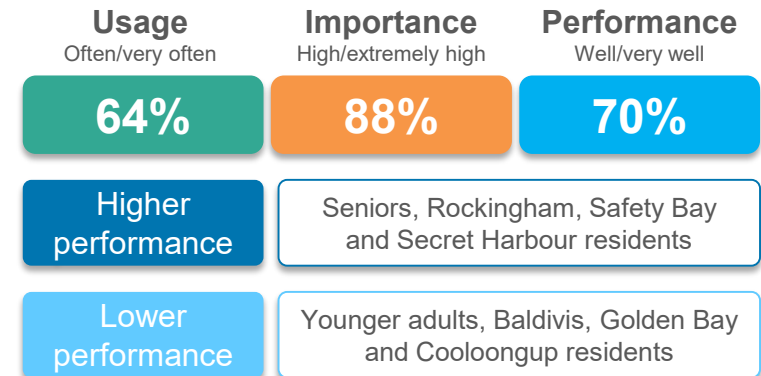 Usage
Often/very often
Importance
High/extremely high
Performance
Well/very well
64%
88%
70%
Higher
performance
Seniors, Rockingham, Safety Bay
and Secret Harbour residents
Lower
performance
Younger adults, Baldivis, Golden Bay
and Cooloongup residents